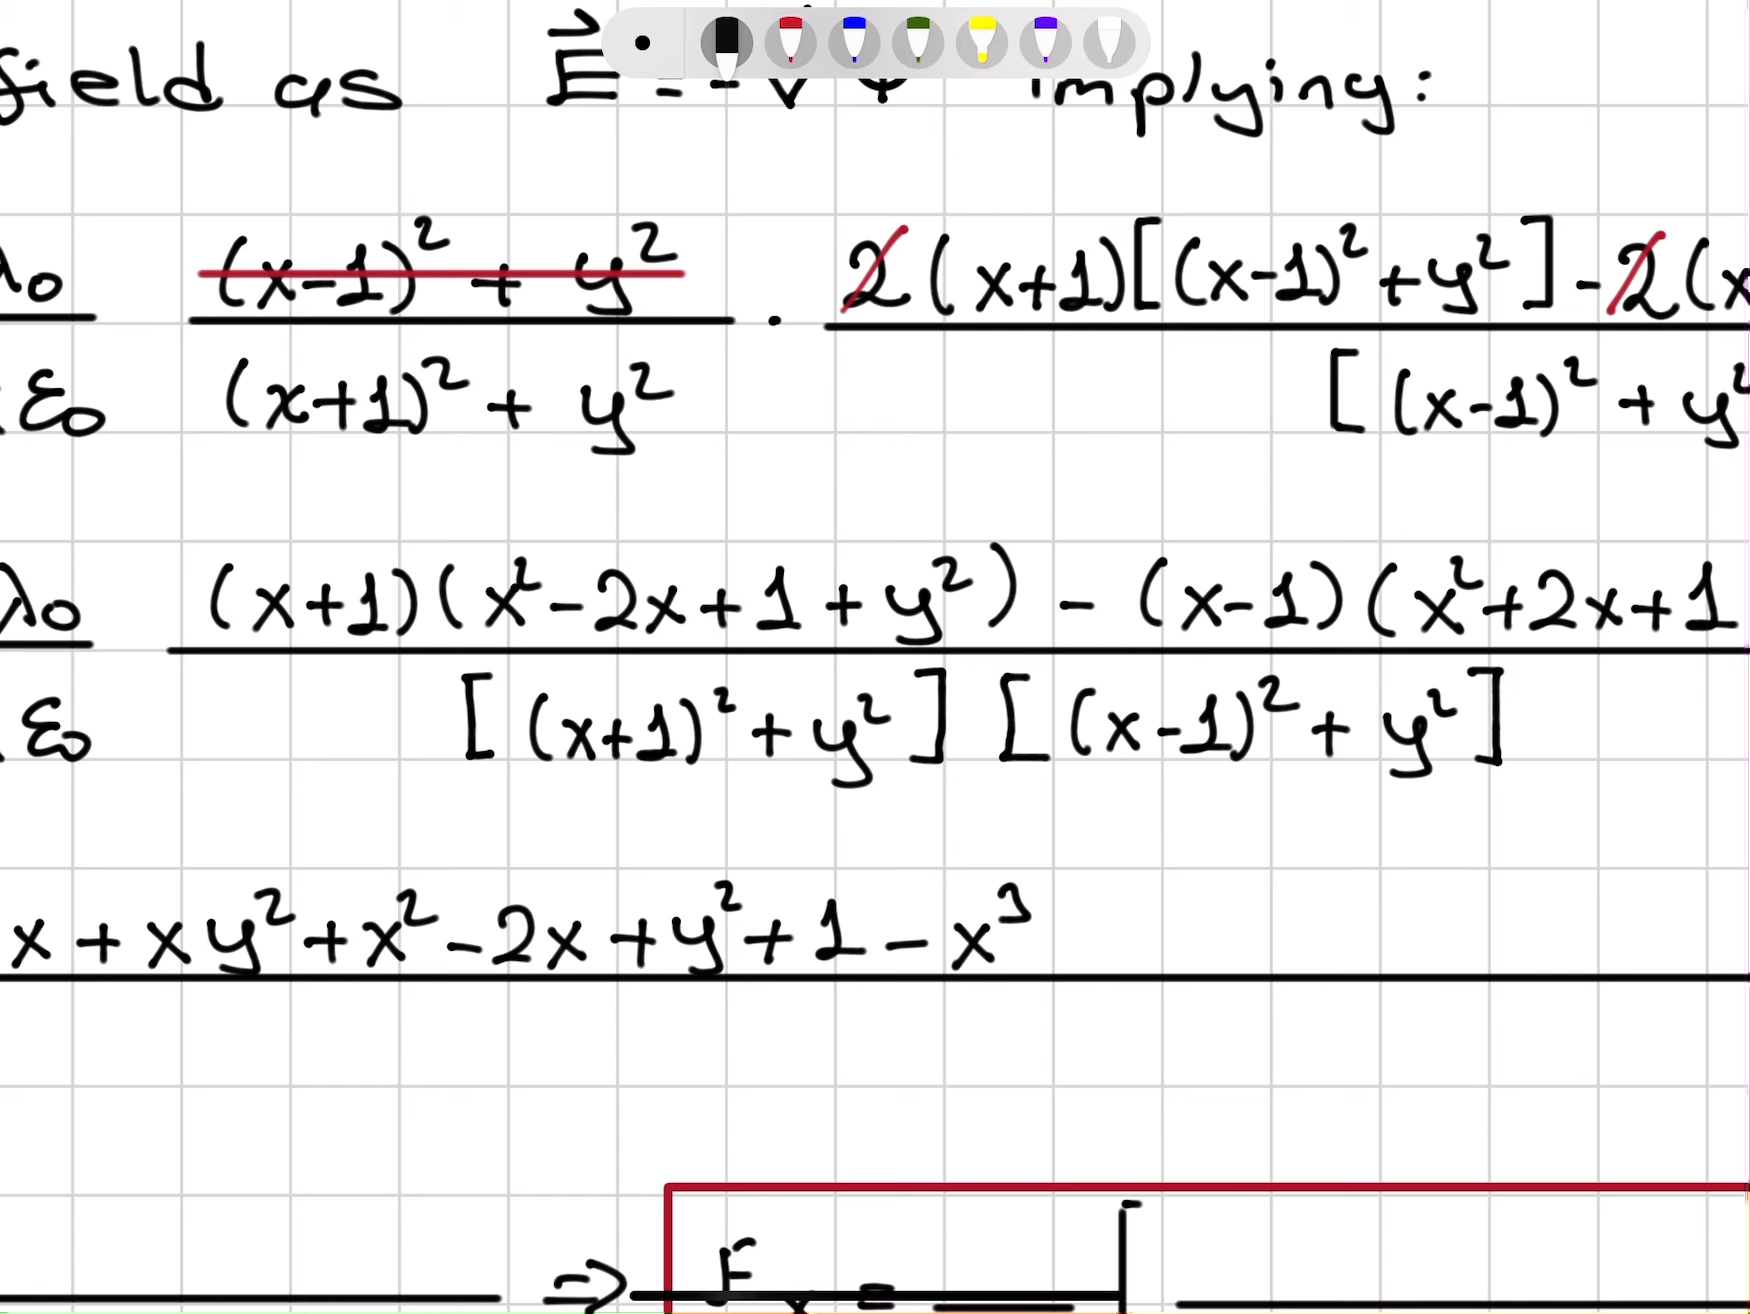 field as E⃗ = -∇⃗φ implying:
λ₀ (x-1)² + y² · 2(x+1)[(x-1)²+y²]-2(x
ε₀ (x+1)² + y² [(x-1)²+y²
λ₀ (x+1)(x²-2x+1+y²) - (x-1)(x²+2x+1
ε₀ [(x+1)²+y²][(x-1)²+y²]
x+xy²+x²-2x+y²+1-x³
=> Eₓ = [